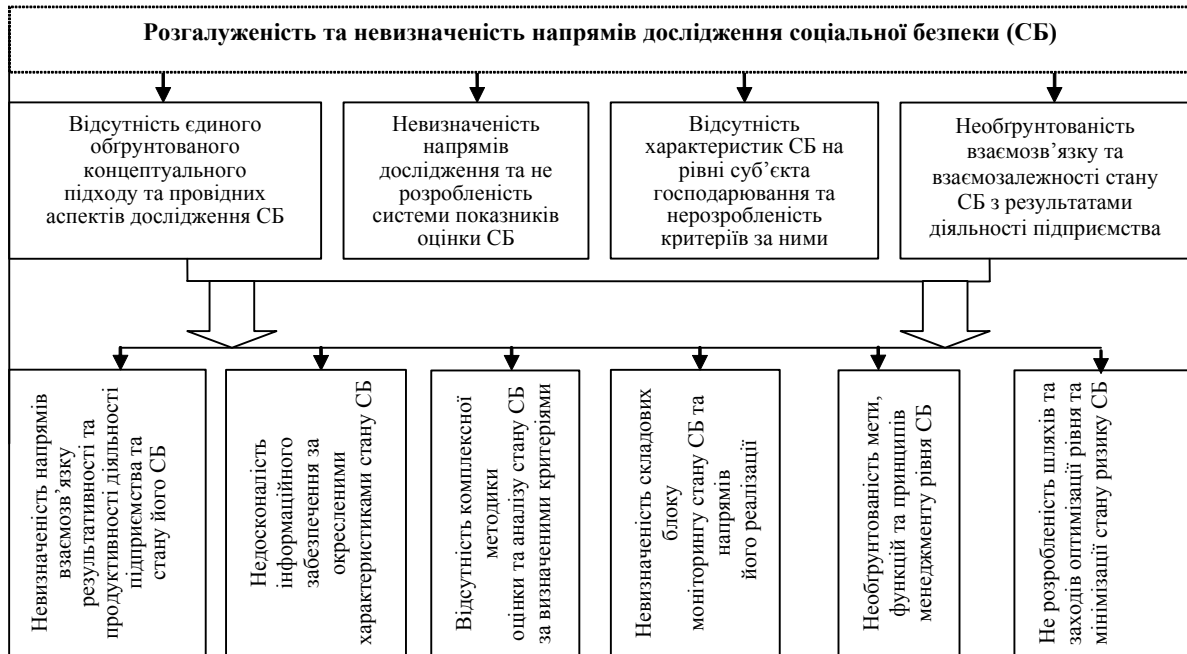 Розгалуженість та невизначеність напрямів дослідження соціальної безпеки (СБ)
Відсутність єдиного
обґрунтованого
концептуального
підходу та провідних
аспектів дослідження СБ
Невизначеність
напрямів
дослідження та не
розробленість
системи показників
оцінки СБ
Відсутність
характеристик СБ на
рівні суб’єкта
господарювання та
нерозробленість
критеріїв за ними
Необґрунтованість
взаємозв’язку та
взаємозалежності стану
СБ з результатами
діяльності підприємства
Невизначеність напрямів
взаємозв’язку
результативності та
продуктивності діяльності
підприємства та
стану його СБ
Недосконалість
інформаційного
забезпечення за
окресленими
характеристиками стану СБ
Відсутність комплексної
методики
оцінки та аналізу стану СБ
за визначеними критеріями
Невизначеність складових
блоку
моніторингу стану СБ та
напрямів
його реалізації
Необґрунтованість мети,
функцій та принципів
менеджменту рівня СБ
Не розробленість шляхів та
заходів оптимізації рівня та
мінімізації стану ризику СБ